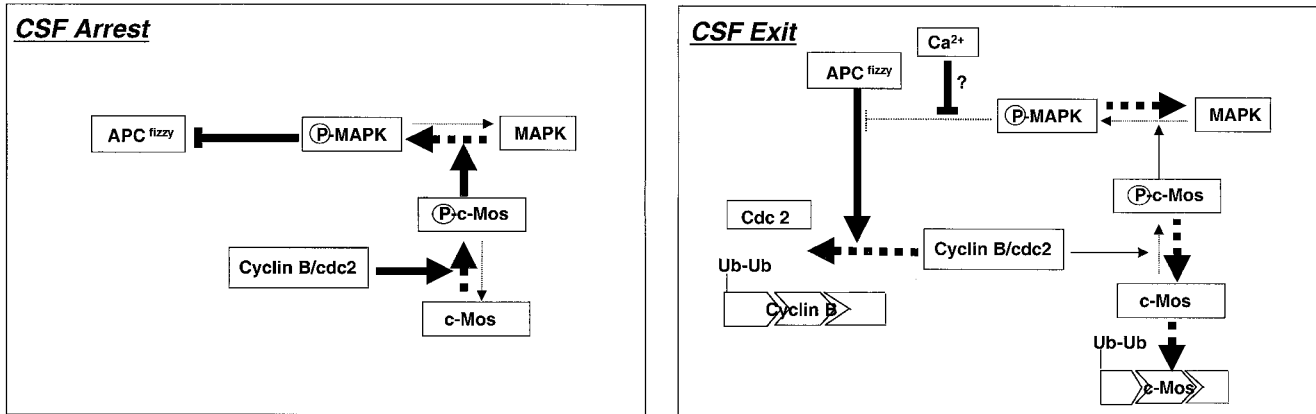 CSF Arrest
APC fizzy
P-MAPK
MAPK
P-c-Mos
Cyclin B/cdc2
c-Mos
CSF Exit
Ca2+
APC fizzy
?
P-MAPK
MAPK
P-c-Mos
Cdc 2
Cyclin B/cdc2
Ub-Ub
Cyclin B
c-Mos
Ub-Ub
c-Mos